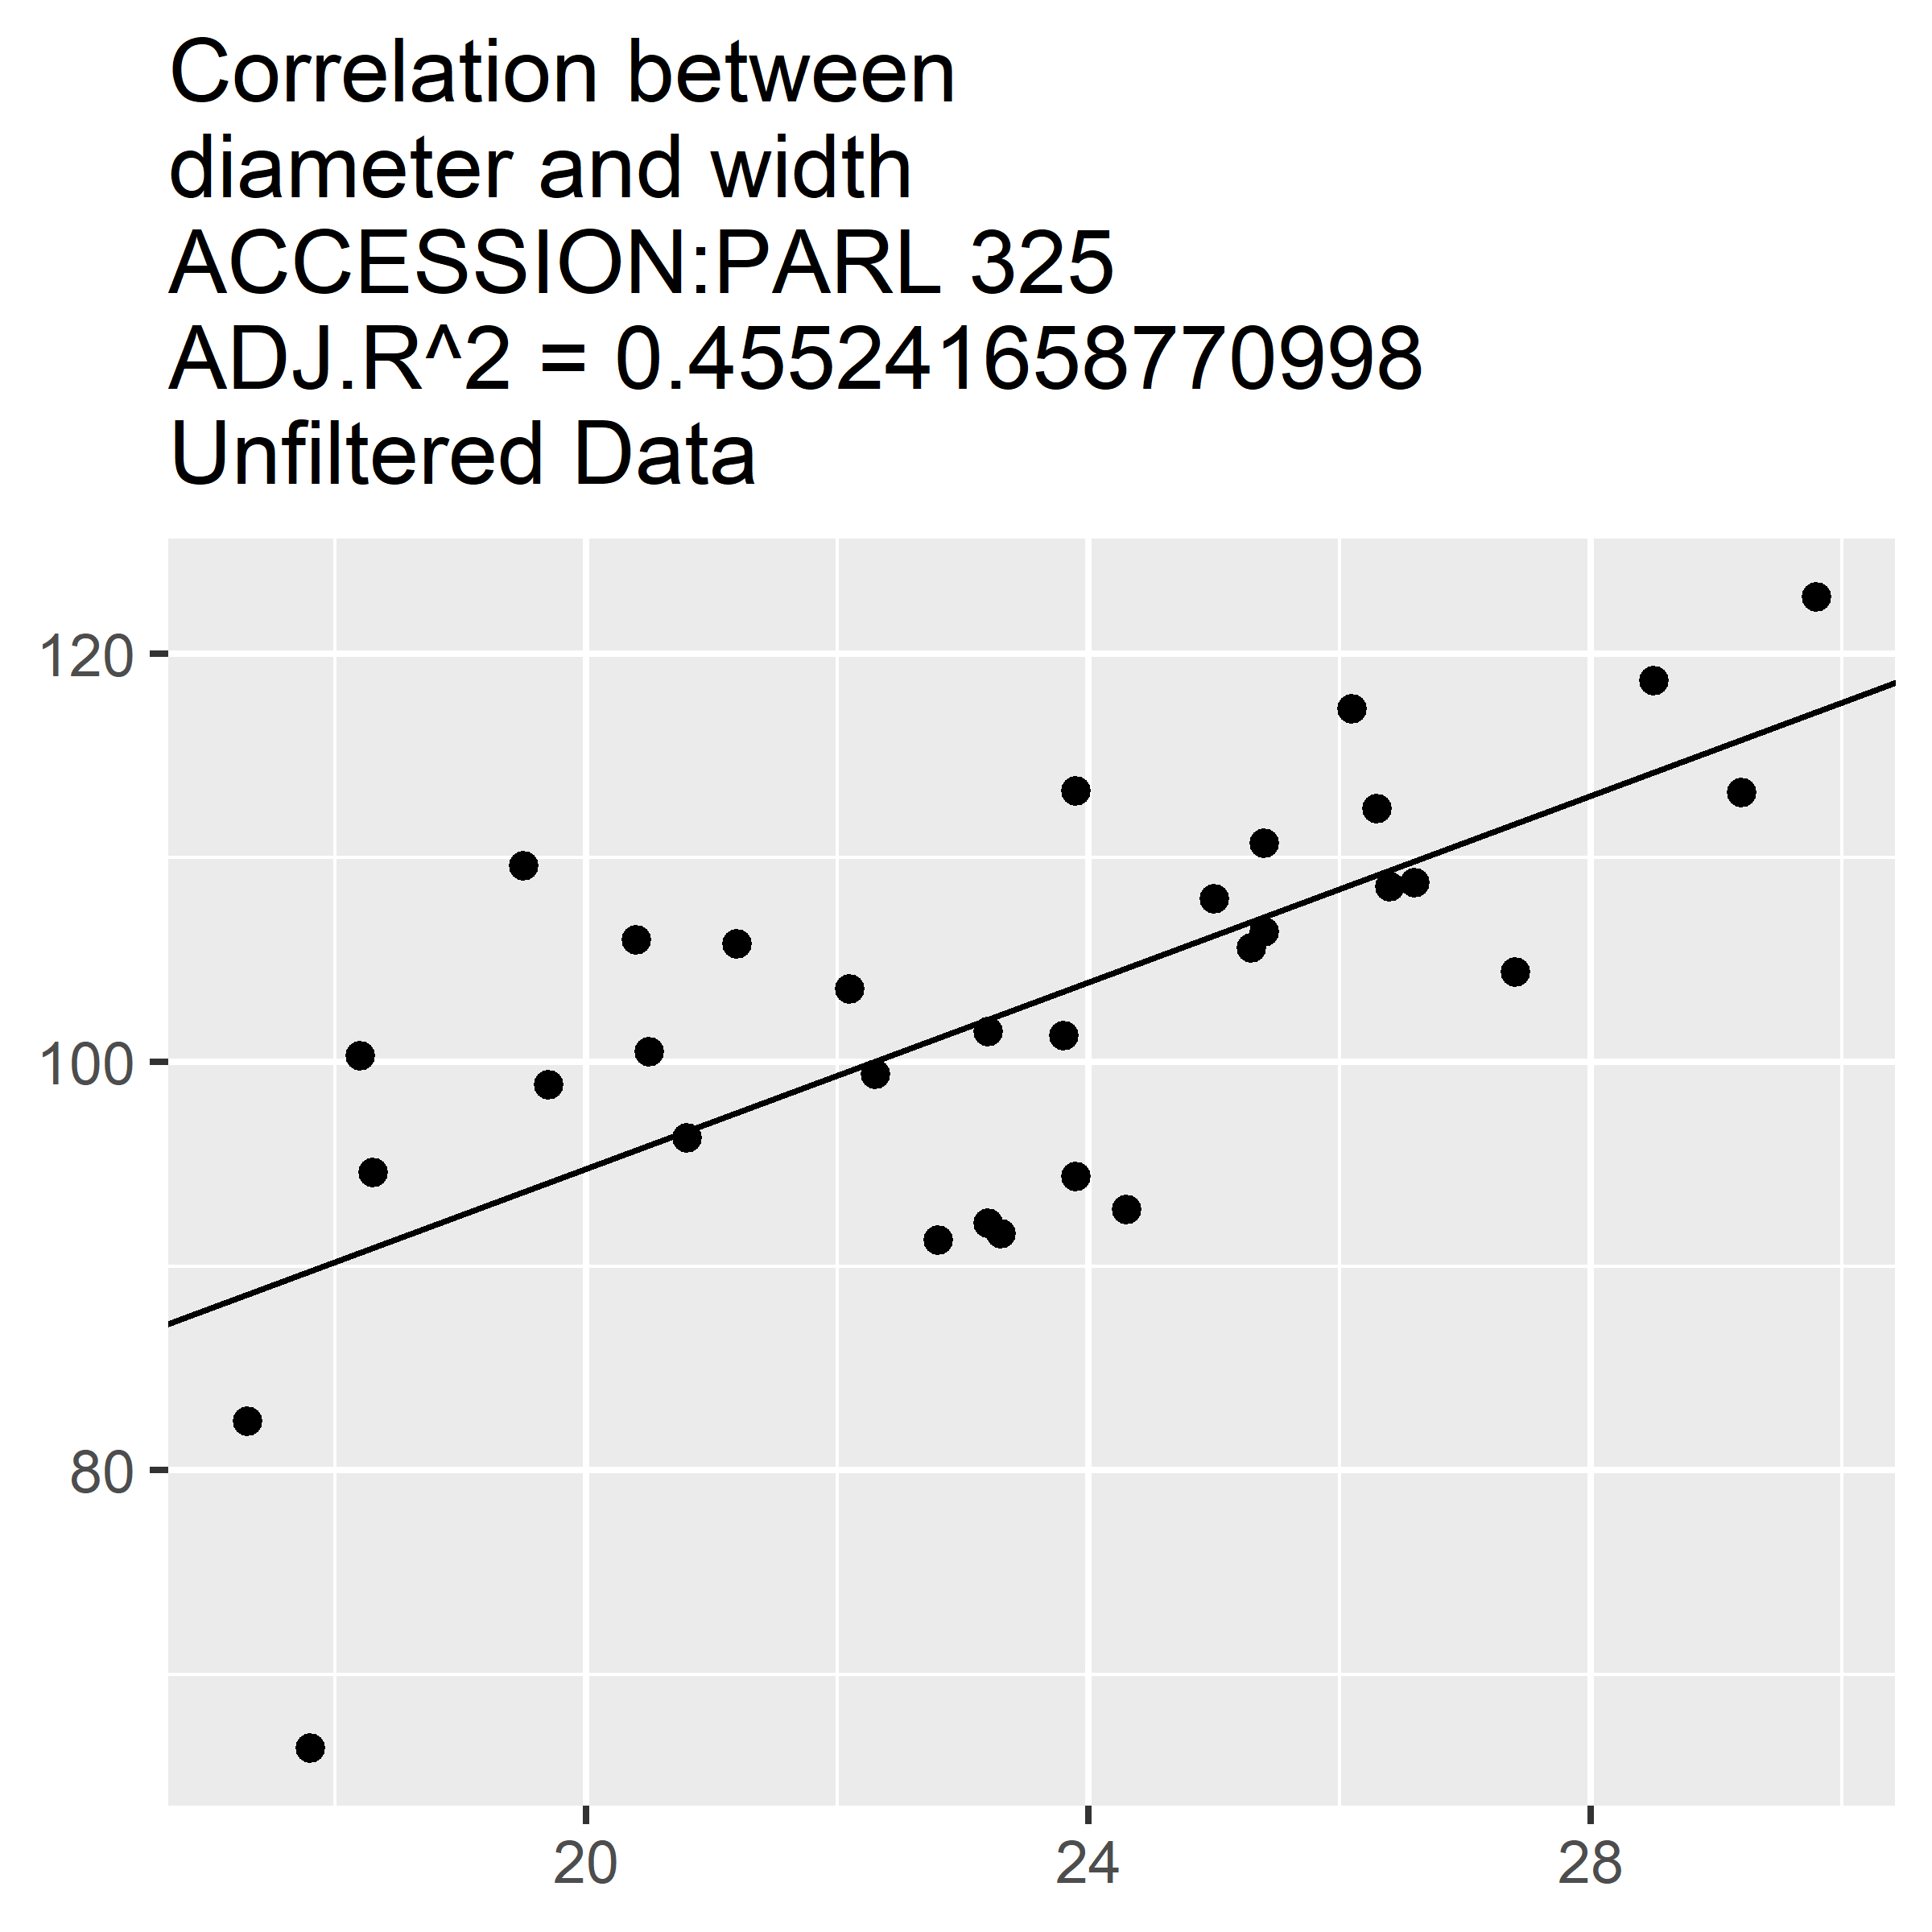 Correlation between
diameter and width
ACCESSION:PARL 325
ADJ.R^2 = 0.455241658770998
Unfiltered Data
120
100
80
20 24 28